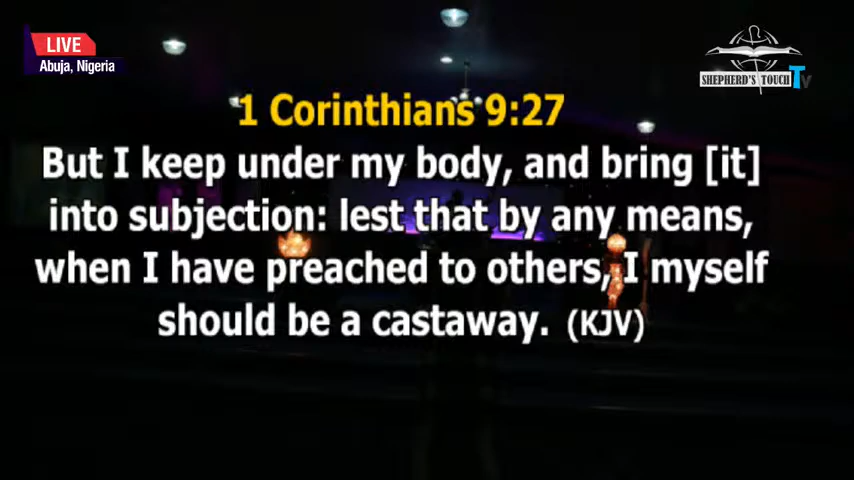 LIVE
Abuja, Nigeria
SHEPHERD'S TOUCH TV
1 Corinthians 9:27
But I keep under my body, and bring [it]
into subjection: lest that by any means,
when I have preached to others, I myself
should be a castaway. (KJV)